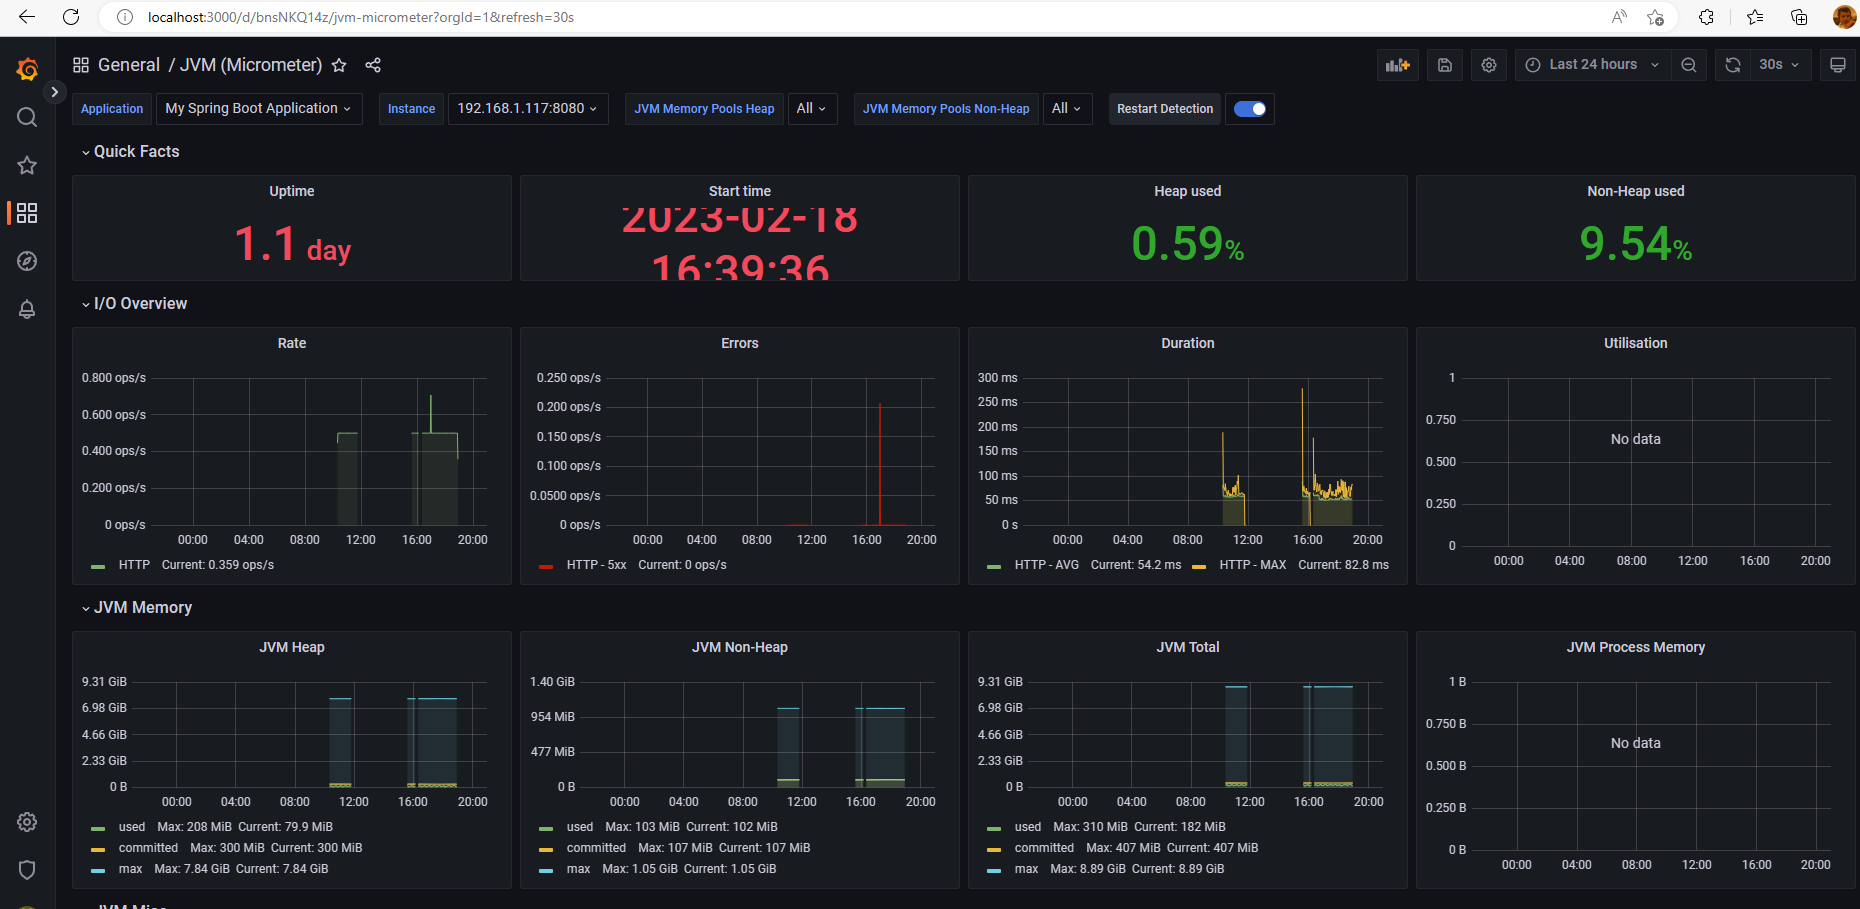 localhost:3000/d/bnsNKQ14z/jvm-micrometer?orgId=1&refresh=30s
General / JVM (Micrometer)
Last 24 hours
30s
Application My Spring Boot Application
Instance 192.168.1.117:8080
JVM Memory Pools Heap All
JVM Memory Pools Non-Heap All
Restart Detection
Quick Facts
Uptime
1.1 day
Start time
2023-02-18
16:39:36
Heap used
0.59%
Non-Heap used
9.54%
I/O Overview
Rate
0.800 ops/s
0.600 ops/s
0.400 ops/s
0.200 ops/s
0 ops/s
00:00 04:00 08:00 12:00 16:00 20:00
HTTP Current: 0.359 ops/s
Errors
0.250 ops/s
0.200 ops/s
0.150 ops/s
0.100 ops/s
0.0500 ops/s
0 ops/s
00:00 04:00 08:00 12:00 16:00 20:00
HTTP - 5xx Current: 0 ops/s
Duration
300 ms
250 ms
200 ms
150 ms
100 ms
50 ms
0 s
00:00 04:00 08:00 12:00 16:00 20:00
HTTP - AVG Current: 54.2 ms HTTP - MAX Current: 82.8 ms
Utilisation
1
0.750
No data
0.500
0.250
0
00:00 04:00 08:00 12:00 16:00 20:00
JVM Memory
JVM Heap
9.31 GiB
6.98 GiB
4.66 GiB
2.33 GiB
0 B
00:00 04:00 08:00 12:00 16:00 20:00
used Max: 208 MiB Current: 79.9 MiB
committed Max: 300 MiB Current: 300 MiB
max Max: 7.84 GiB Current: 7.84 GiB
JVM Non-Heap
1.40 GiB
954 MiB
477 MiB
0 B
00:00 04:00 08:00 12:00 16:00 20:00
used Max: 103 MiB Current: 102 MiB
committed Max: 107 MiB Current: 107 MiB
max Max: 1.05 GiB Current: 1.05 GiB
JVM Total
9.31 GiB
6.98 GiB
4.66 GiB
2.33 GiB
0 B
00:00 04:00 08:00 12:00 16:00 20:00
used Max: 310 MiB Current: 182 MiB
committed Max: 407 MiB Current: 407 MiB
max Max: 8.89 GiB Current: 8.89 GiB
JVM Process Memory
1 B
0.750 B
No data
0.500 B
0.250 B
0 B
00:00 04:00 08:00 12:00 16:00 20:00
JVM Misc